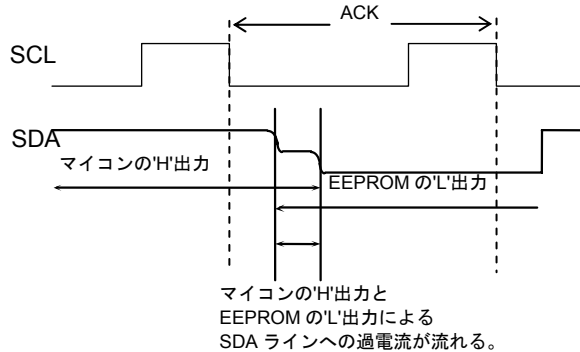 ACK
SCL
SDA
マイコンの'H'出力
EEPROM の'L'出力
マイコンの'H'出力と
EEPROM の'L'出力による
SDA ラインへの過電流が流れる。